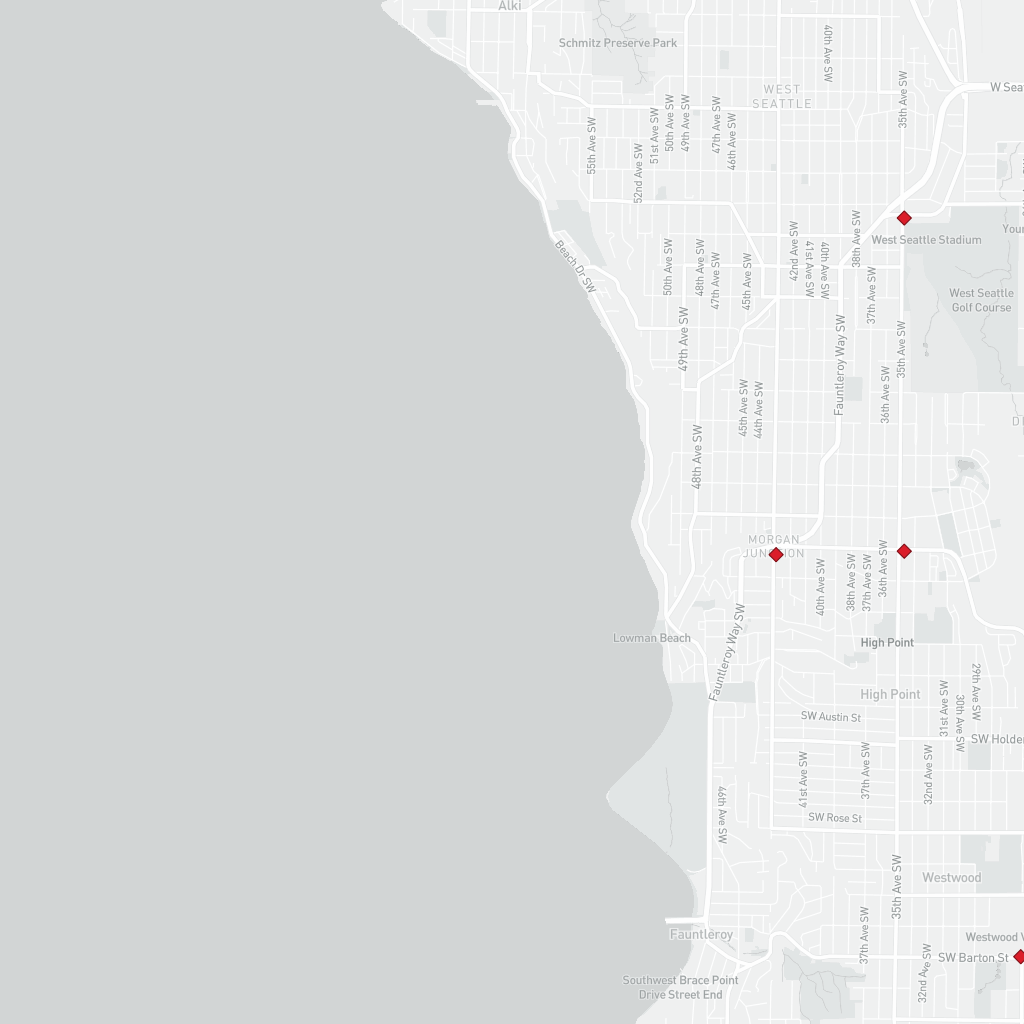 Alki
Schmitz Preserve Park
40th Ave SW
WEST
SEATTLE
35th Ave SW
W Sea
55th Ave SW
51st Ave SW
50th Ave SW
49th Ave SW
47th Ave SW
46th Ave SW
52nd Ave SW
West Seattle Stadium
Your
Beach Dr SW
50th Ave SW
48th Ave SW
47th Ave SW
45th Ave SW
42nd Ave SW
41st Ave SW
40th Ave SW
38th Ave SW
37th Ave SW
West Seattle
Golf Course
49th Ave SW
Fauntleroy Way SW
35th Ave SW
36th Ave SW
45th Ave SW
44th Ave SW
48th Ave SW
MORGAN
JUNCTION
40th Ave SW
38th Ave SW
37th Ave SW
36th Ave SW
Lowman Beach
High Point
Fauntleroy Way SW
High Point
31st Ave SW
30th Ave SW
29th Ave SW
SW Austin St
SW Holden
41st Ave SW
37th Ave SW
32nd Ave SW
46th Ave SW
SW Rose St
35th Ave SW
Westwood
37th Ave SW
Fauntleroy
Westwood V
SW Barton St
32nd Ave SW
Southwest Brace Point
Drive Street End